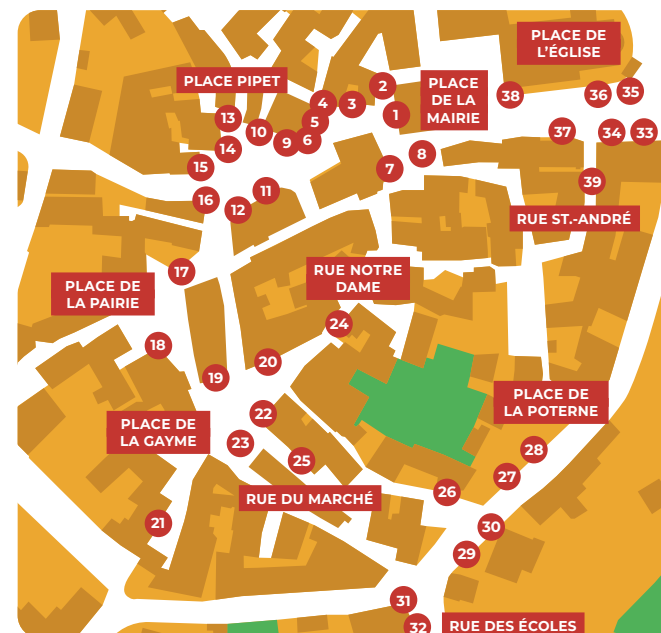 PLACE DE
L'ÉGLISE
PLACE PIPET
2
PLACE
DE LA
MAIRIE
38
36
35
4
3
1
13
5
10
9
6
37
34
33
14
15
7
8
11
39
16
12
RUE ST.-ANDRÉ
17
RUE NOTRE
DAME
PLACE DE
LA PAIRIE
24
18
20
19
PLACE DE
LA POTERNE
22
PLACE DE
LA GAYME
23
25
28
27
RUE DU MARCHÉ
26
21
30
29
31
32
RUE DES ÉCOLES